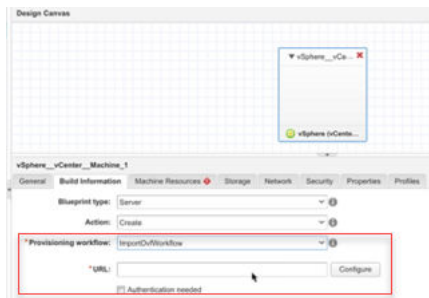 Design Canvas
vSphere__vCe...
vSphere (vCente...
vSphere__vCenter__Machine_1
General Build Information Machine Resources Storage Network Security Properties Profiles
Blueprint type: Server
Action: Create
* Provisioning workflow: ImportOvfWorkflow
* URL: Configure
Authentication needed